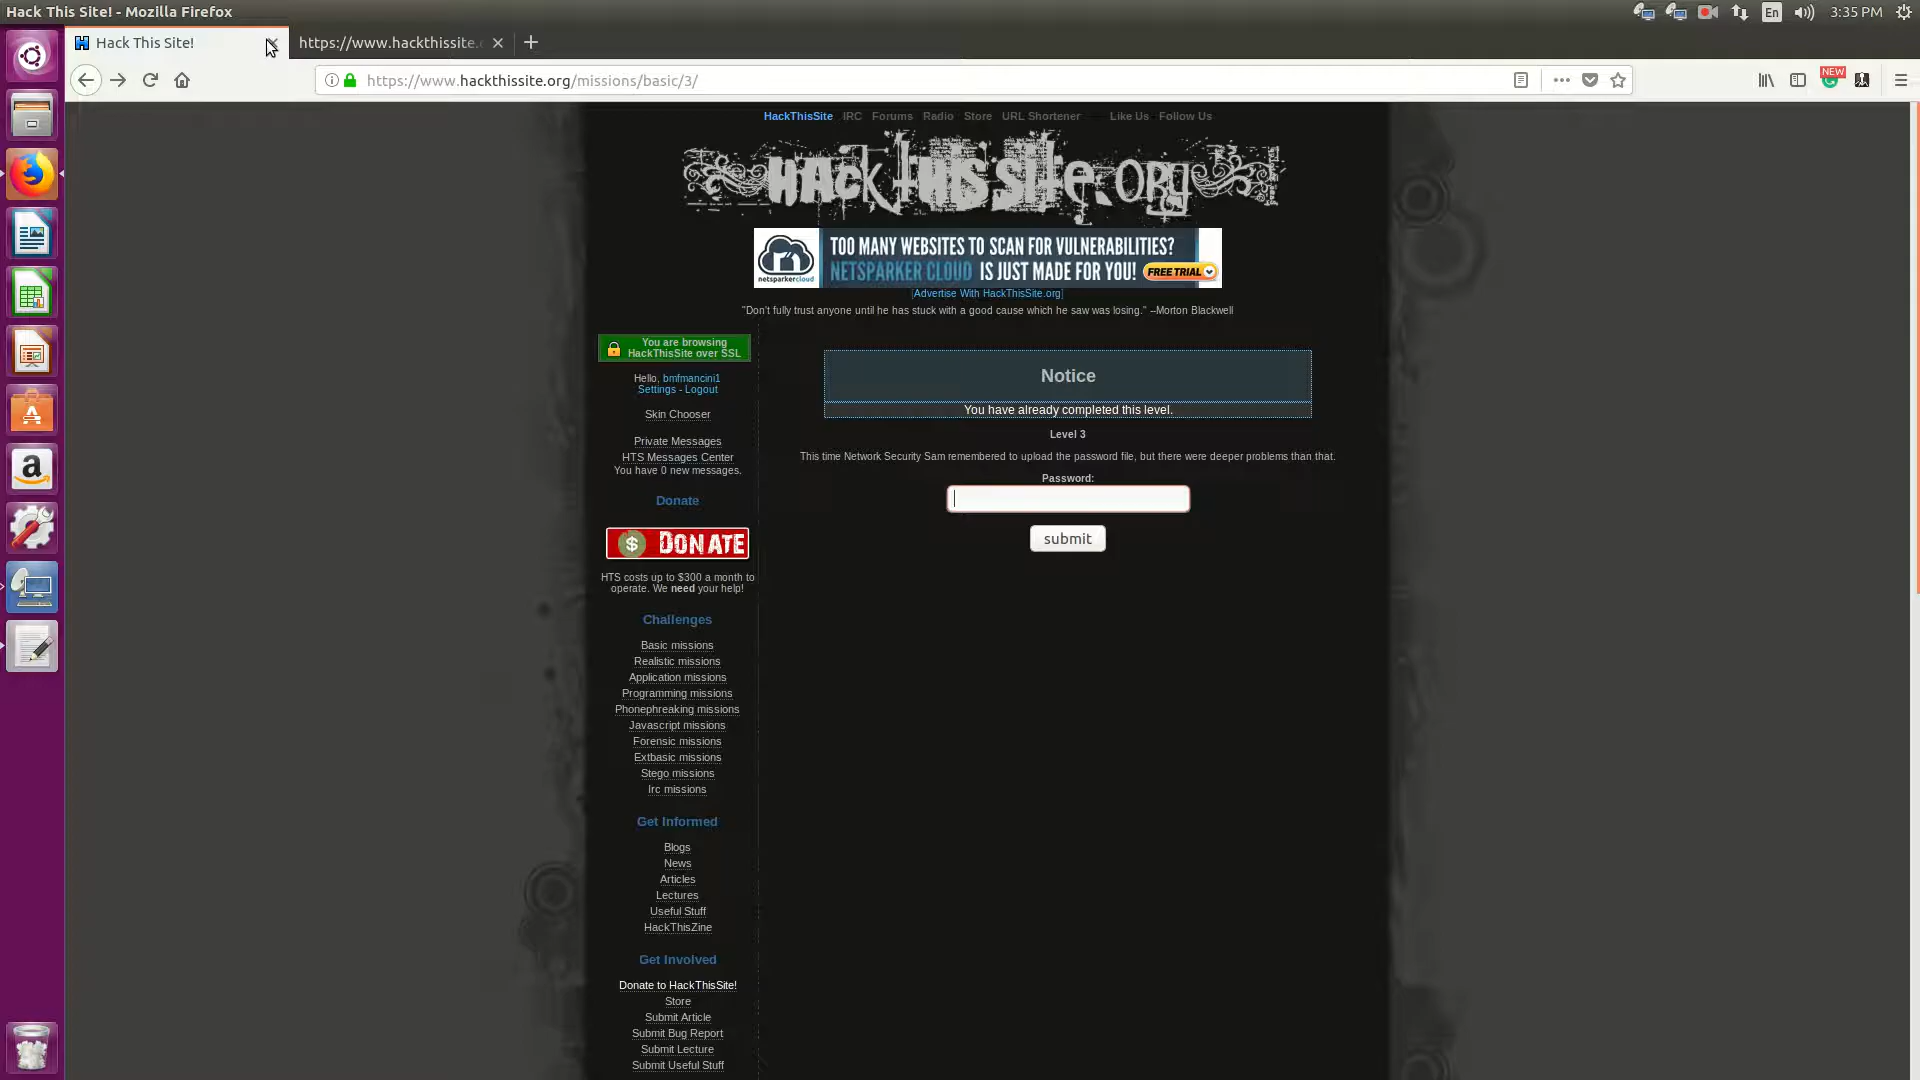 Hack This Site! - Mozilla Firefox
En
3:35 PM
Hack This Site!
https://www.hackthissite.
https://www.hackthissite.org/missions/basic/3/
NEW
HackThisSite IRC Forums Radio Store URL Shortener Like Us Follow Us
HACK THIS SITE.ORG
TOO MANY WEBSITES TO SCAN FOR VULNERABILITIES?
NETSPARKER CLOUD IS JUST MADE FOR YOU!
FREE TRIAL
netsparkercloud
[Advertise With HackThisSite.org]
"Don't fully trust anyone until he has stuck with a good cause which he saw was losing." --Morton Blackwell
You are browsing
HackThisSite over SSL
Hello, bmfmancini1
Settings - Logout
Skin Chooser
Private Messages
HTS Messages Center
You have 0 new messages.
Donate
$ DONATE
HTS costs up to $300 a month to
operate. We need your help!
Challenges
Basic missions
Realistic missions
Application missions
Programming missions
Phonephreaking missions
Javascript missions
Forensic missions
Extbasic missions
Stego missions
Irc missions
Get Informed
Blogs
News
Articles
Lectures
Useful Stuff
HackThisZine
Get Involved
Donate to HackThisSite!
Store
Submit Article
Submit Bug Report
Submit Lecture
Submit Useful Stuff
Notice
You have already completed this level.
Level 3
This time Network Security Sam remembered to upload the password file, but there were deeper problems than that.
Password:
submit